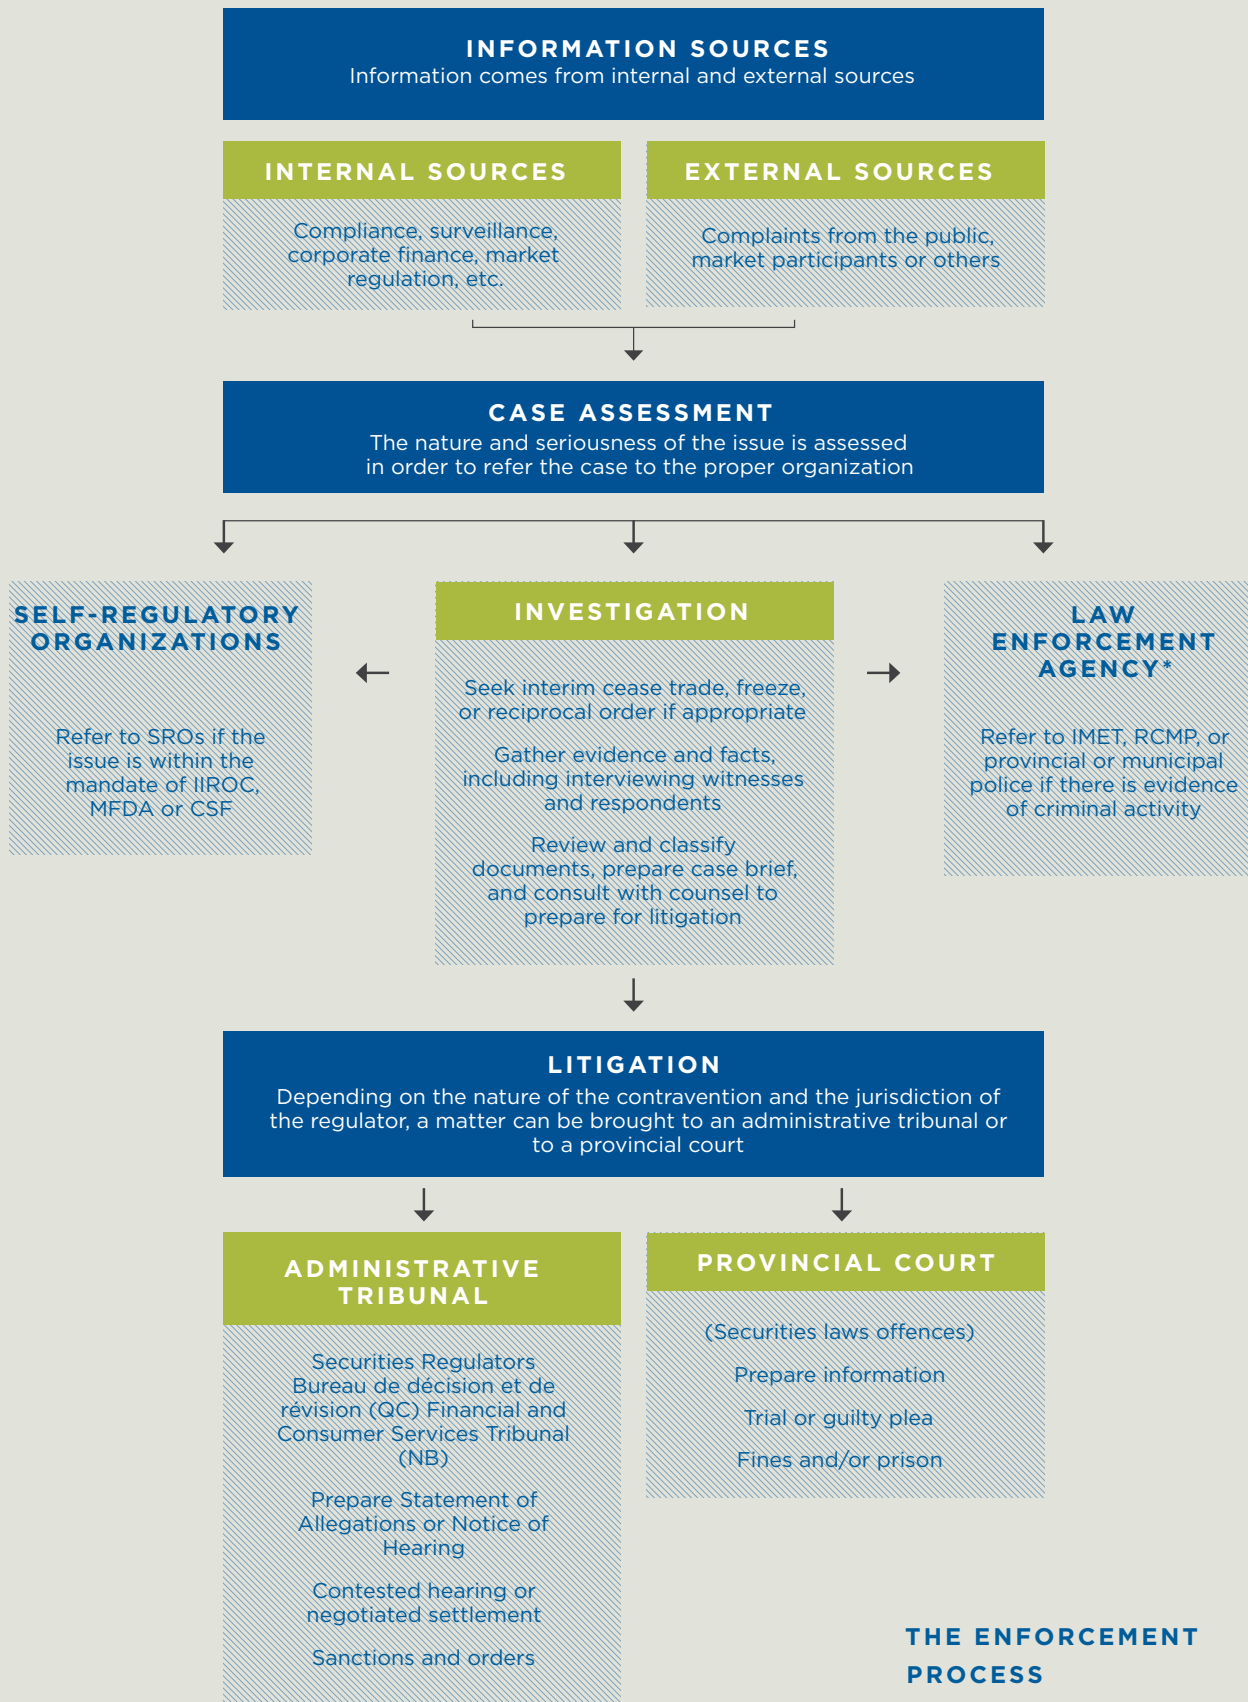 INFORMATION SOURCES
Information comes from internal and external sources
INTERNAL SOURCES
Compliance, surveillance,
corporate finance, market
regulation, etc.
EXTERNAL SOURCES
Complaints from the public,
market participants or others
CASE ASSESSMENT
The nature and seriousness of the issue is assessed
in order to refer the case to the proper organization
SELF-REGULATORY
ORGANIZATIONS
Refer to SROs if the
issue is within the
mandate of IIROC,
MFDA or CSF
INVESTIGATION
Seek interim cease trade, freeze,
or reciprocal order if appropriate
Gather evidence and facts,
including interviewing witnesses
and respondents
Review and classify
documents, prepare case brief,
and consult with counsel to
prepare for litigation
LAW
ENFORCEMENT
AGENCY*
Refer to IMET, RCMP, or
provincial or municipal
police if there is evidence
of criminal activity
LITIGATION
Depending on the nature of the contravention and the jurisdiction of
the regulator, a matter can be brought to an administrative tribunal or
to a provincial court
ADMINISTRATIVE
TRIBUNAL
Securities Regulators
Bureau de décision et de
révision (QC) Financial and
Consumer Services Tribunal
(NB)
Prepare Statement of
Allegations or Notice of
Hearing
Contested hearing or
negotiated settlement
Sanctions and orders
PROVINCIAL COURT
(Securities laws offences)
Prepare information
Trial or guilty plea
Fines and/or prison
THE ENFORCEMENT
PROCESS